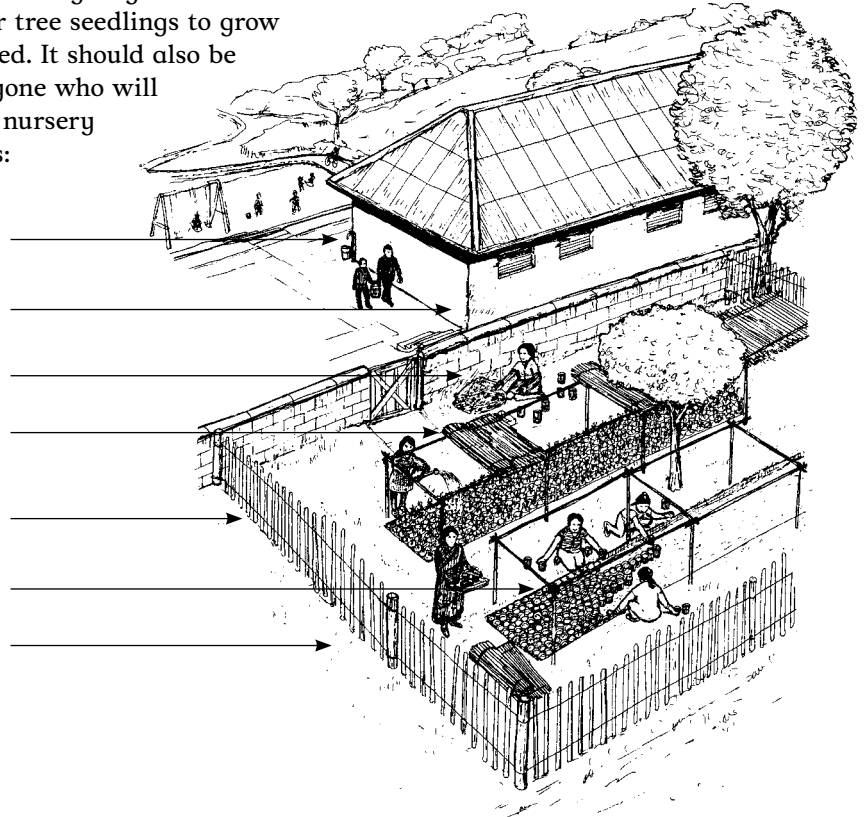 r tree seedlings to grow
ed. It should also be
yone who will
nursery
s: